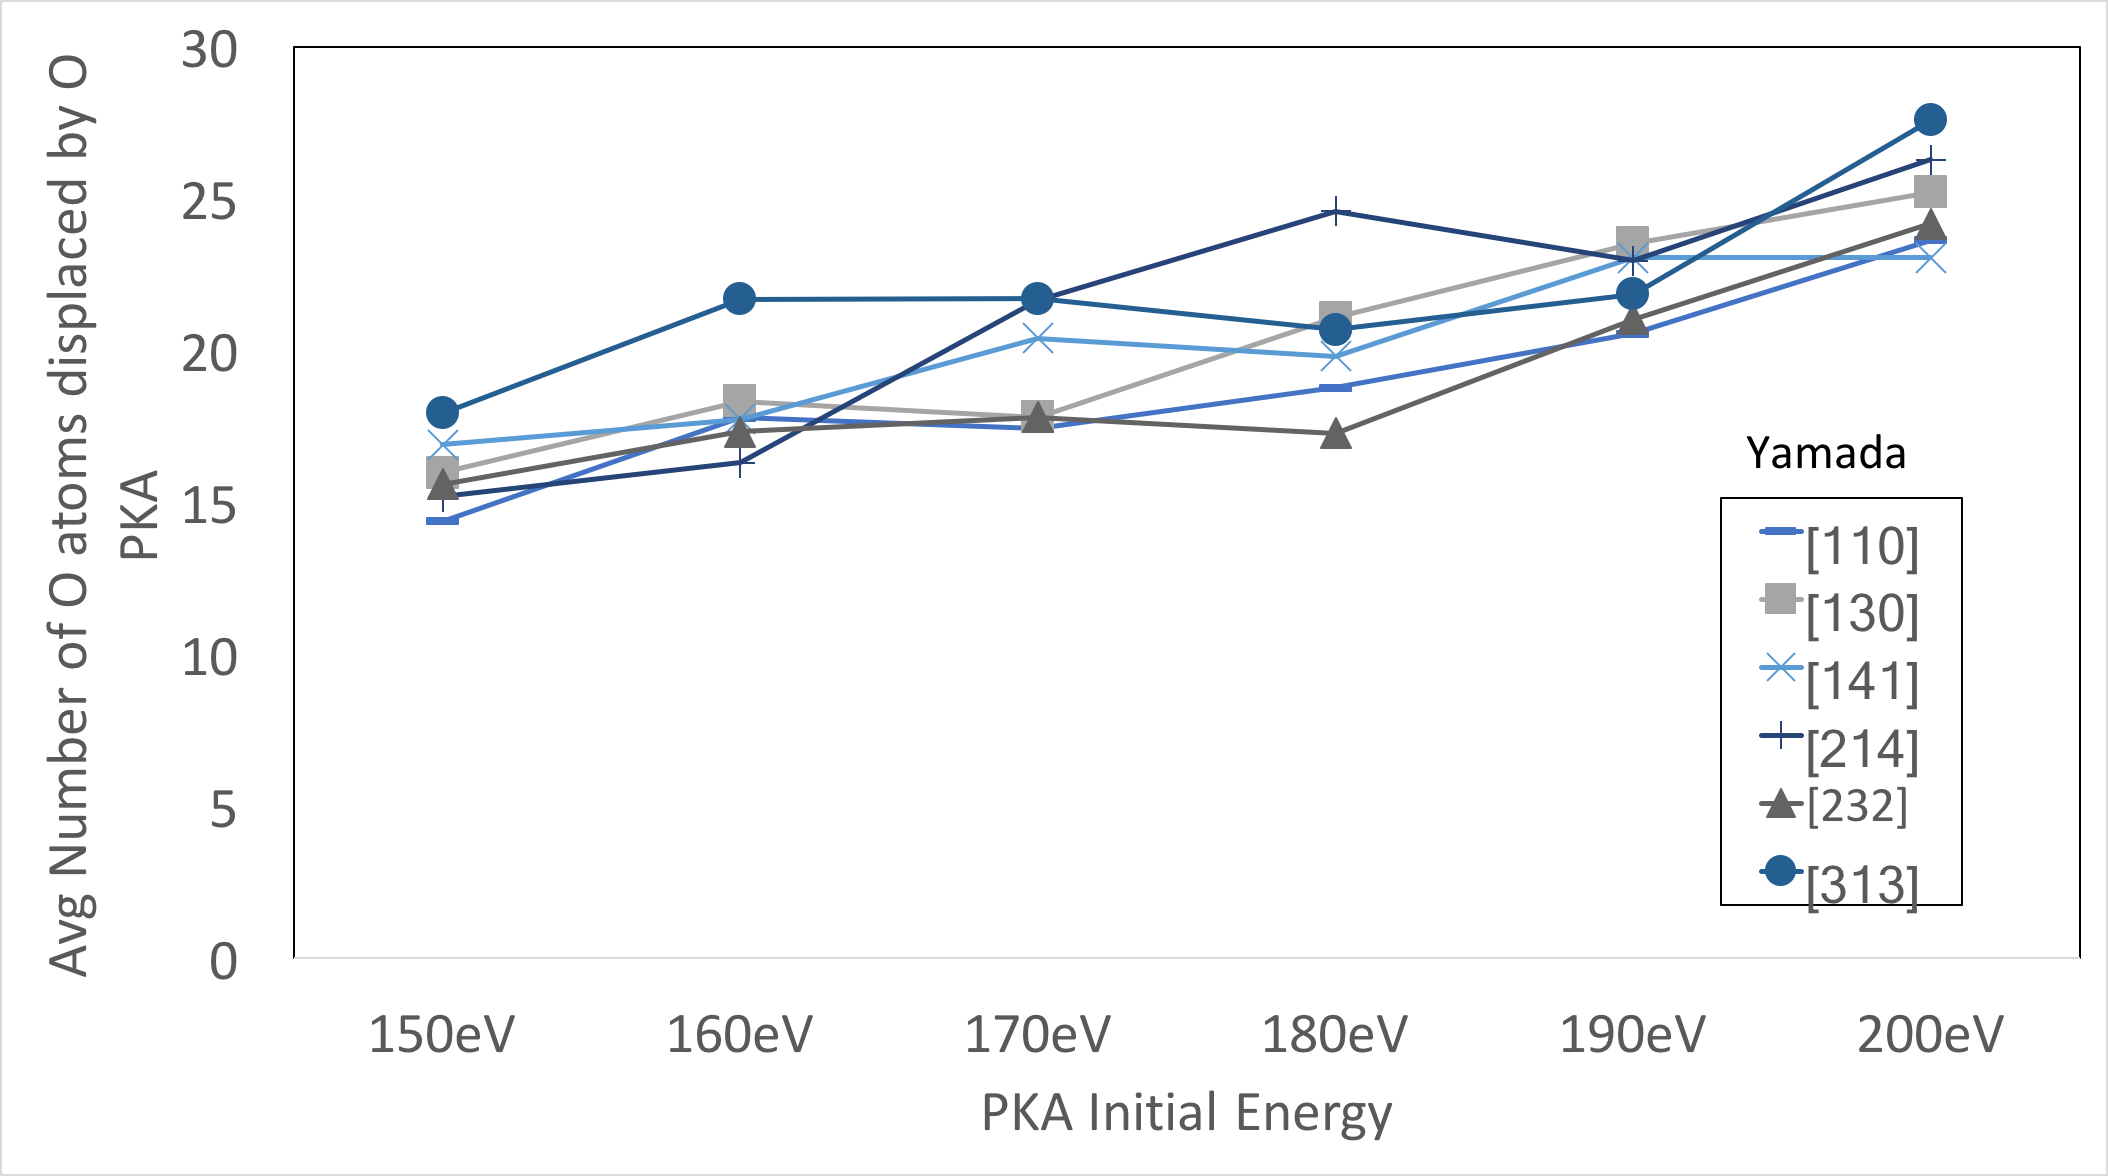 Avg Number of O atoms displaced by O
PKA
30
25
20
15
10
5
0
150eV
160eV
170eV
180eV
190eV
200eV
PKA Initial Energy
Yamada
[110]
[130]
[141]
[214]
[232]
[313]